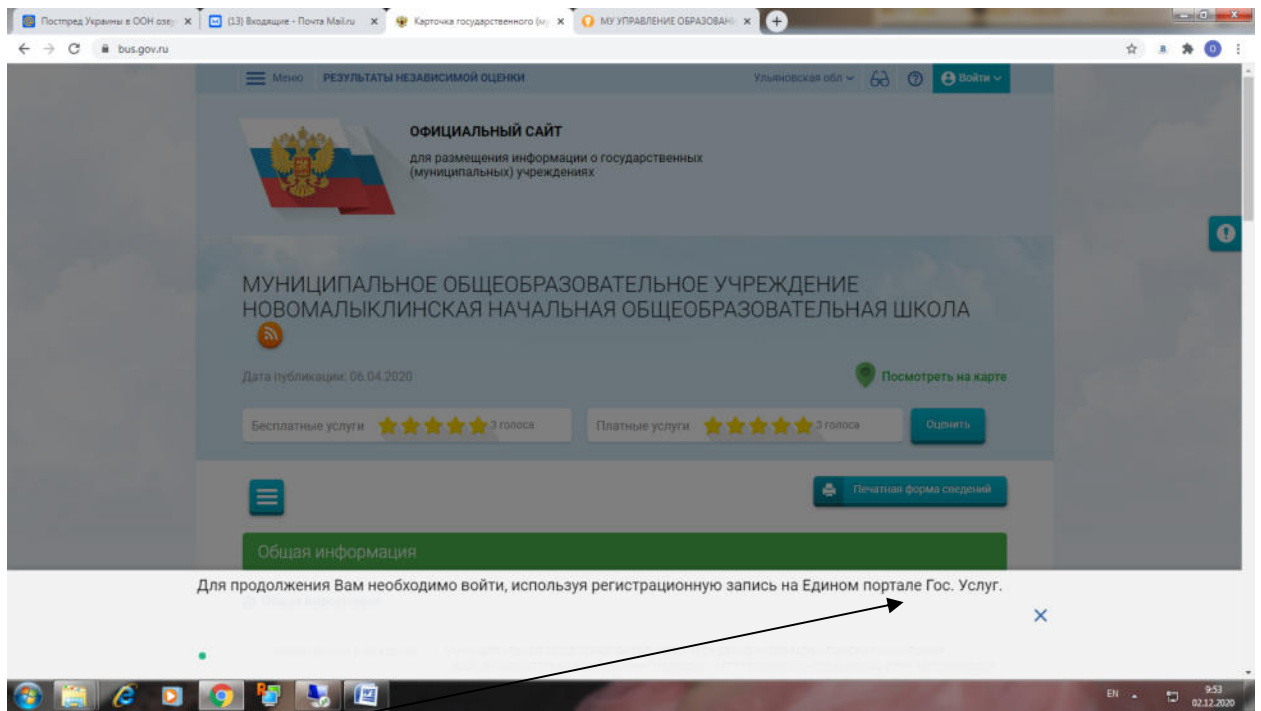 Постпред Украины в ООН озву
(13) Входящие - Почта Mail.ru
Карточка государственного (му
МУ УПРАВЛЕНИЕ ОБРАЗОВАНИ
bus.gov.ru
Меню РЕЗУЛЬТАТЫ НЕЗАВИСИМОЙ ОЦЕНКИ Ульяновская обл Войти
ОФИЦИАЛЬНЫЙ САЙТ
для размещения информации о государственных
(муниципальных) учреждениях
МУНИЦИПАЛЬНОЕ ОБЩЕОБРАЗОВАТЕЛЬНОЕ УЧРЕЖДЕНИЕ
НОВОМАЛЫКЛИНСКАЯ НАЧАЛЬНАЯ ОБЩЕОБРАЗОВАТЕЛЬНАЯ ШКОЛА
Дата публикации: 06.04.2020 Посмотреть на карте
Бесплатные услуги 3 голоса Платные услуги 3 голоса Оценить
Печатная форма сведений
Общая информация
Для продолжения Вам необходимо войти, используя регистрационную запись на Едином портале Гос. Услуг.
EN 9:53
02.12.2020